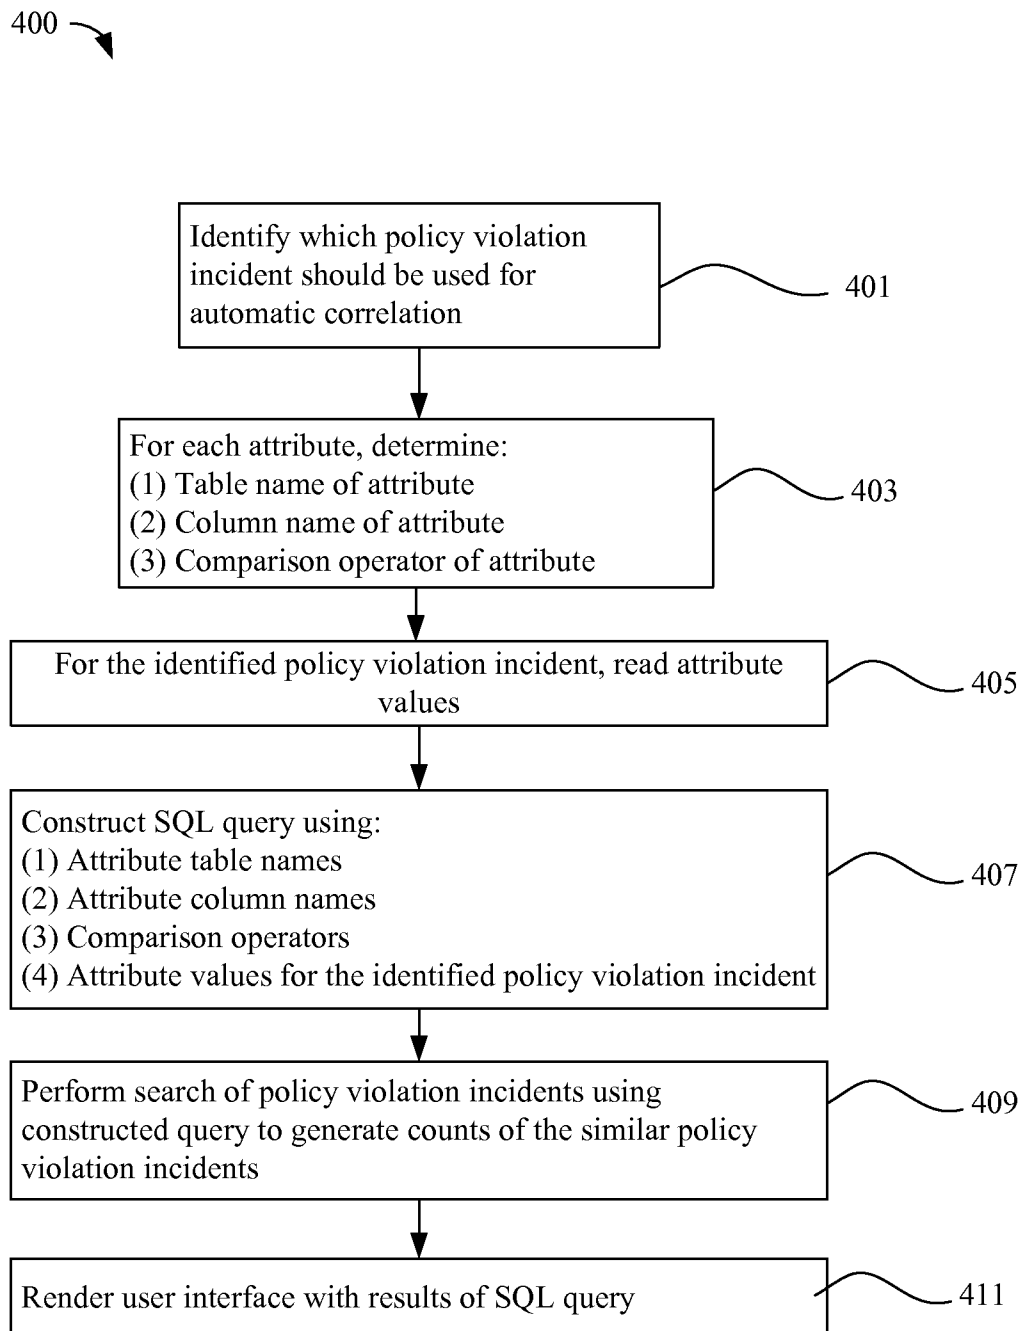 400
Identify which policy violation
incident should be used for
automatic correlation
401
For each attribute, determine:
(1) Table name of attribute
(2) Column name of attribute
(3) Comparison operator of attribute
403
For the identified policy violation incident, read attribute
values
405
Construct SQL query using:
(1) Attribute table names
(2) Attribute column names
(3) Comparison operators
(4) Attribute values for the identified policy violation incident
407
Perform search of policy violation incidents using
constructed query to generate counts of the similar policy
violation incidents
409
Render user interface with results of SQL query
411